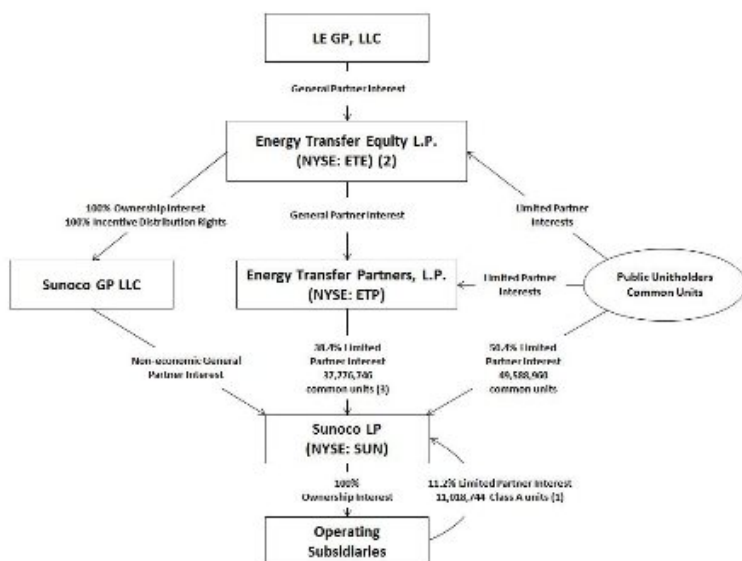 LE GP, LLC
General Partner Interest
Energy Transfer Equity L.P.
(NYSE: ETE) (2)
100% Ownership Interest
100% Incentive Distribution Rights
General Partner Interest
Limited Partner
Interests
Sunoco GP LLC
Energy Transfer Partners, L.P.
(NYSE: ETP)
Limited Partner
Interests
Public Unitholders
Common Units
Non-economic General
Partner Interest
38.4% Limited
Partner Interest
37,776,746
common units (3)
50.4% Limited
Partner Interest
49,588,960
common units
Sunoco LP
(NYSE: SUN)
100%
Ownership Interest
11.2% Limited Partner Interest
11,018,744 Class A units (1)
Operating
Subsidiaries